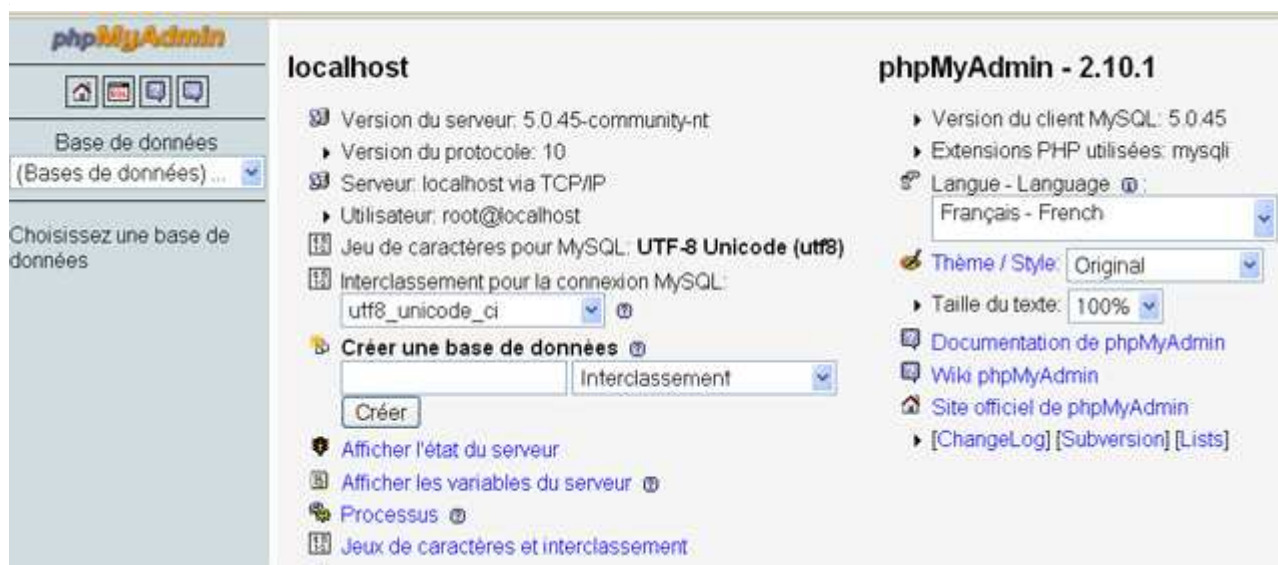 phpMyAdmin
Base de données
(Bases de données) ...
Choisissez une base de
données
localhost
Version du serveur: 5.0.45-community-nt
Version du protocole: 10
Serveur: localhost via TCP/IP
Utilisateur: root@localhost
Jeu de caractères pour MySQL: UTF-8 Unicode (utf8)
Interclassement pour la connexion MySQL:
utf8_unicode_ci
Créer une base de données
Interclassement
Créer
Afficher l'état du serveur
Afficher les variables du serveur
Processus
Jeux de caractères et interclassement
phpMyAdmin - 2.10.1
Version du client MySQL: 5.0.45
Extensions PHP utilisées: mysqli
Langue - Language :
Français - French
Thème / Style: Original
Taille du texte: 100%
Documentation de phpMyAdmin
Wiki phpMyAdmin
Site officiel de phpMyAdmin
[ChangeLog] [Subversion] [Lists]